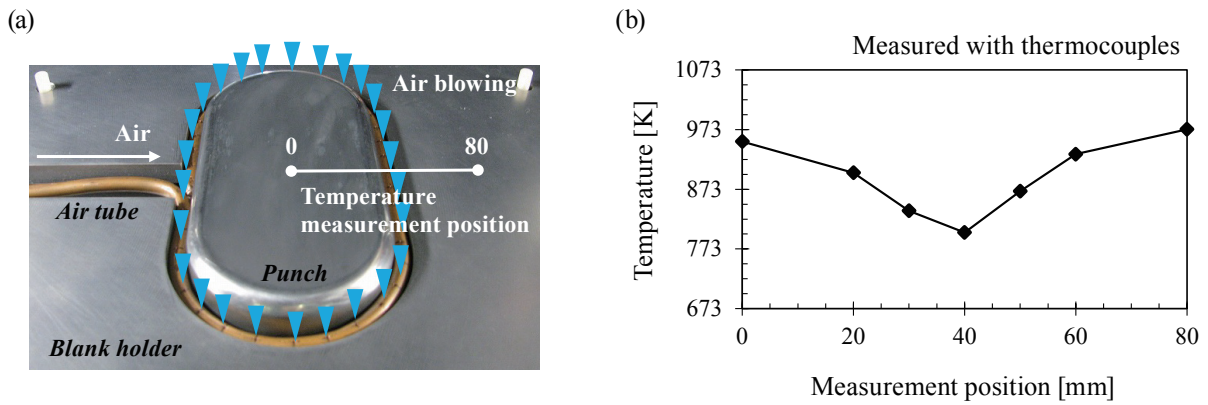 (a)
Air blowing
Air
0
80
Air tube
Temperature
measurement position
Punch
Blank holder
(b)
Measured with thermocouples
1073
973
873
773
673
Temperature [K]
0
20
40
60
80
Measurement position [mm]